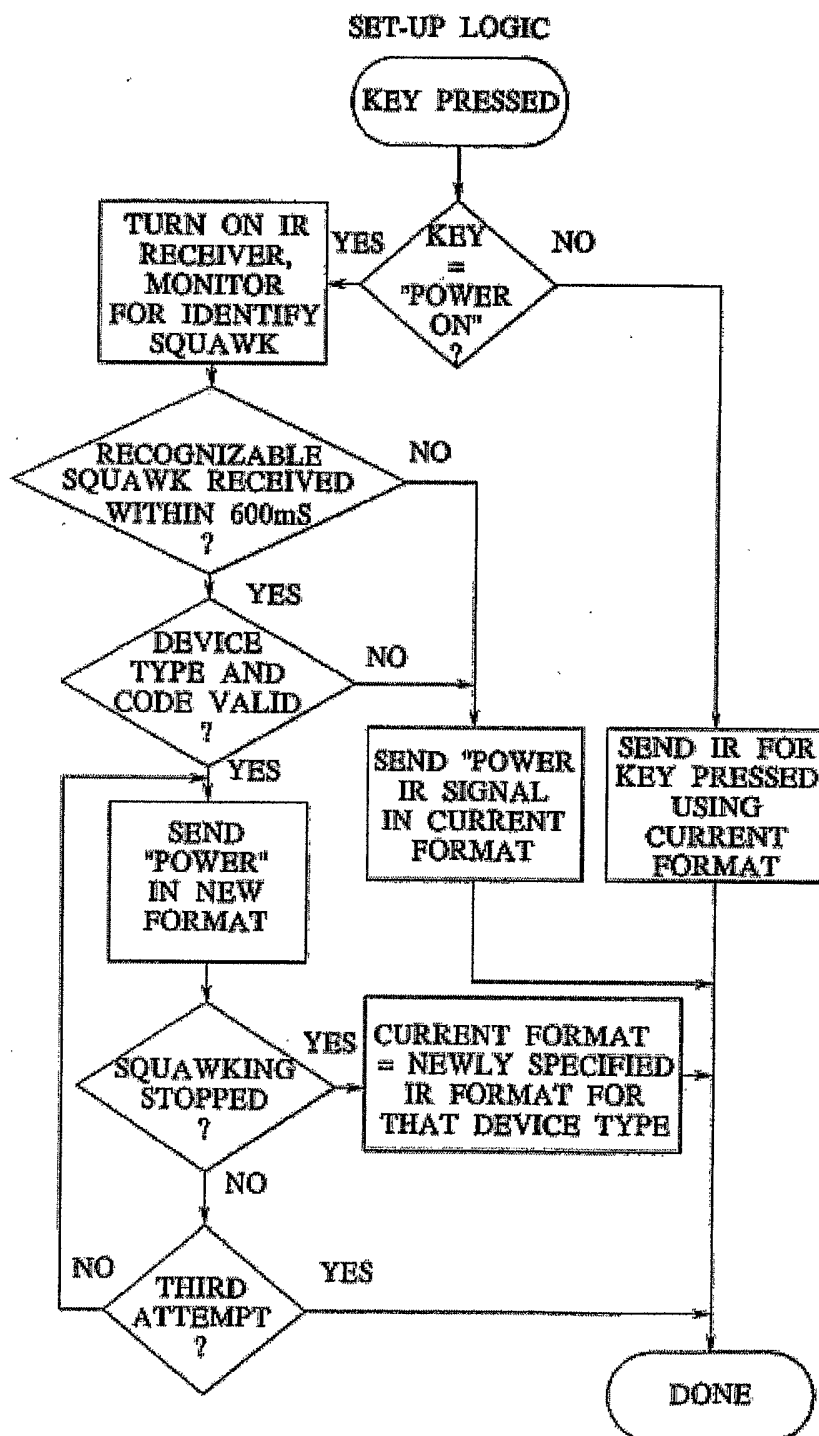 SET-UP LOGIC
KEY PRESSED
KEY
=
"POWER
ON"
?
YES
NO
TURN ON IR
RECEIVER,
MONITOR
FOR IDENTIFY
SQUAWK
RECOGNIZABLE
SQUAWK RECEIVED
WITHIN 600mS
?
NO
YES
DEVICE
TYPE AND
CODE VALID
?
NO
YES
SEND
"POWER"
IN NEW
FORMAT
SEND "POWER
IR SIGNAL
IN CURRENT
FORMAT
SEND IR FOR
KEY PRESSED
USING
CURRENT
FORMAT
SQUAWKING
STOPPED
?
YES
CURRENT FORMAT
= NEWLY SPECIFIED
IR FORMAT FOR
THAT DEVICE TYPE
NO
THIRD
ATTEMPT
?
NO
YES
DONE